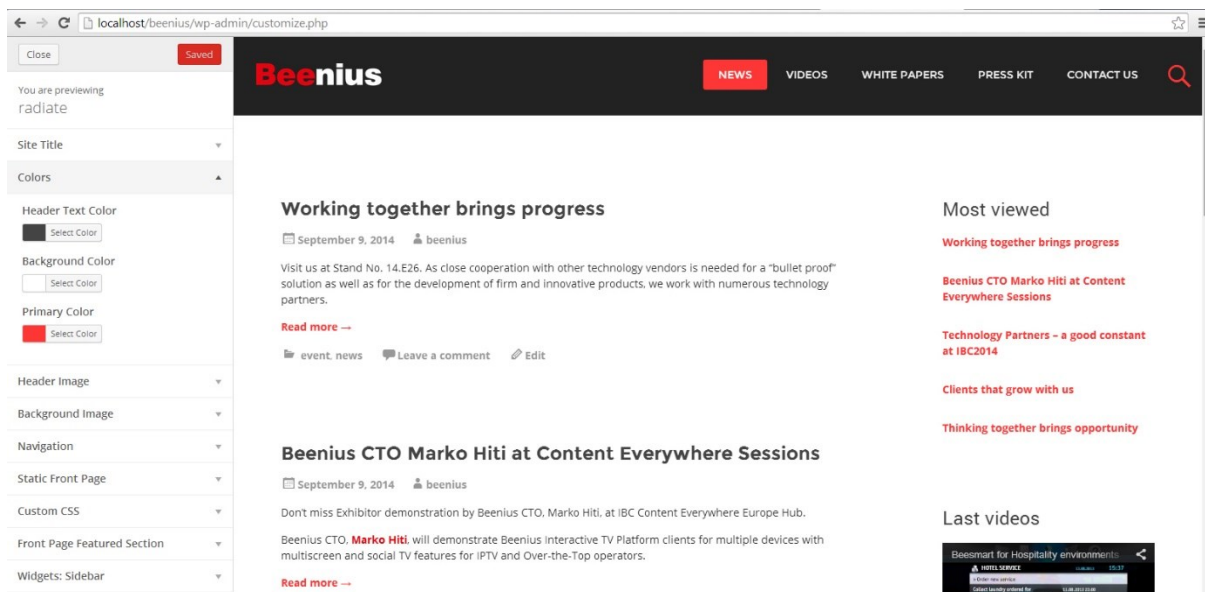 localhost/beenius/wp-admin/customize.php
Close
Saved
You are previewing
radiate
Site Title
Colors
Header Text Color
Select Color
Background Color
Select Color
Primary Color
Select Color
Header Image
Background Image
Navigation
Static Front Page
Custom CSS
Front Page Featured Section
Widgets: Sidebar
Beenius
NEWS VIDEOS WHITE PAPERS PRESS KIT CONTACT US
Working together brings progress
September 9, 2014 beenius
Visit us at Stand No. 14.E26. As close cooperation with other technology vendors is needed for a “bullet proof”
solution as well as for the development of firm and innovative products, we work with numerous technology
partners.
Read more →
event, news Leave a comment Edit
Beenius CTO Marko Hiti at Content Everywhere Sessions
September 9, 2014 beenius
Don’t miss Exhibitor demonstration by Beenius CTO, Marko Hiti, at IBC Content Everywhere Europe Hub.
Beenius CTO, Marko Hiti, will demonstrate Beenius Interactive TV Platform clients for multiple devices with
multiscreen and social TV features for IPTV and Over-the-Top operators.
Read more →
Most viewed
Working together brings progress
Beenius CTO Marko Hiti at Content
Everywhere Sessions
Technology Partners – a good constant
at IBC2014
Clients that grow with us
Thinking together brings opportunity
Last videos
Beesmart for Hospitality environments
HOTEL SERVICE 15:37
Collect laundry ordered for